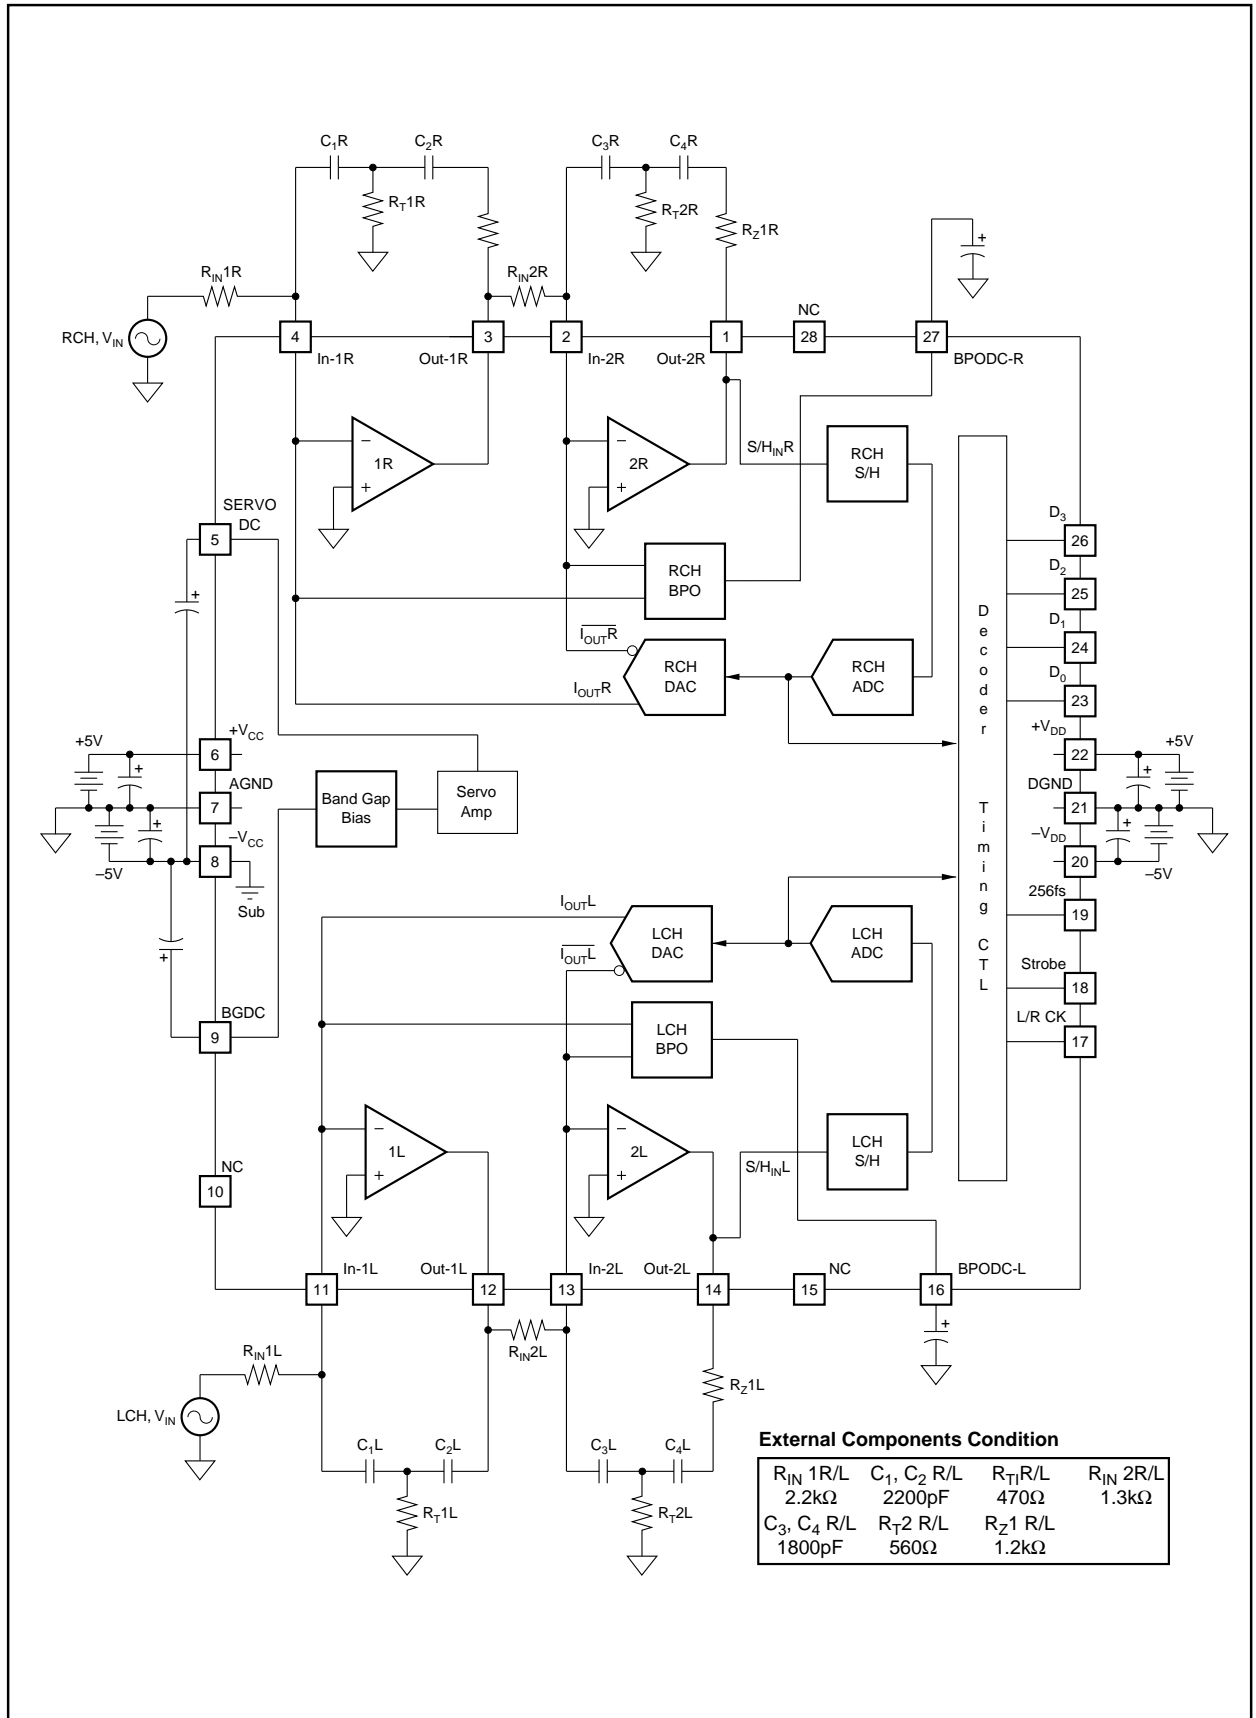 C1R
C2R
C3R
C4R
RT1R
RT2R
RZ1R
RIN1R
RIN2R
RCH, VIN
NC
4
3
2
1
28
27
In-1R
Out-1R
In-2R
Out-2R
BPODC-R
–
1R
+
–
2R
+
S/HINR
RCH
S/H
SERVO
DC
5
RCH
BPO
IOUTR
IOUTR
RCH
DAC
RCH
ADC
D3
26
D2
25
D1
24
D0
23
Decoder
Timing CTL
+VCC
+5V
6
AGND
7
–VCC
8
–5V
Sub
Band Gap
Bias
Servo
Amp
+VDD
+5V
22
DGND
21
–VDD
20
–5V
256fs
19
Strobe
18
L/R CK
17
IOUTL
IOUTL
LCH
DAC
LCH
ADC
BGDC
9
LCH
BPO
–
1L
+
–
2L
+
S/HINL
LCH
S/H
NC
10
In-1L
Out-1L
In-2L
Out-2L
NC
BPODC-L
11
12
13
14
15
16
RIN1L
RIN2L
RZ1L
LCH, VIN
C1L
C2L
C3L
C4L
RT1L
RT2L
External Components Condition
RIN 1R/L C1, C2 R/L RTIR/L RIN 2R/L
2.2kΩ 2200pF 470Ω 1.3kΩ
C3, C4 R/L RT2 R/L RZ1 R/L
1800pF 560Ω 1.2kΩ